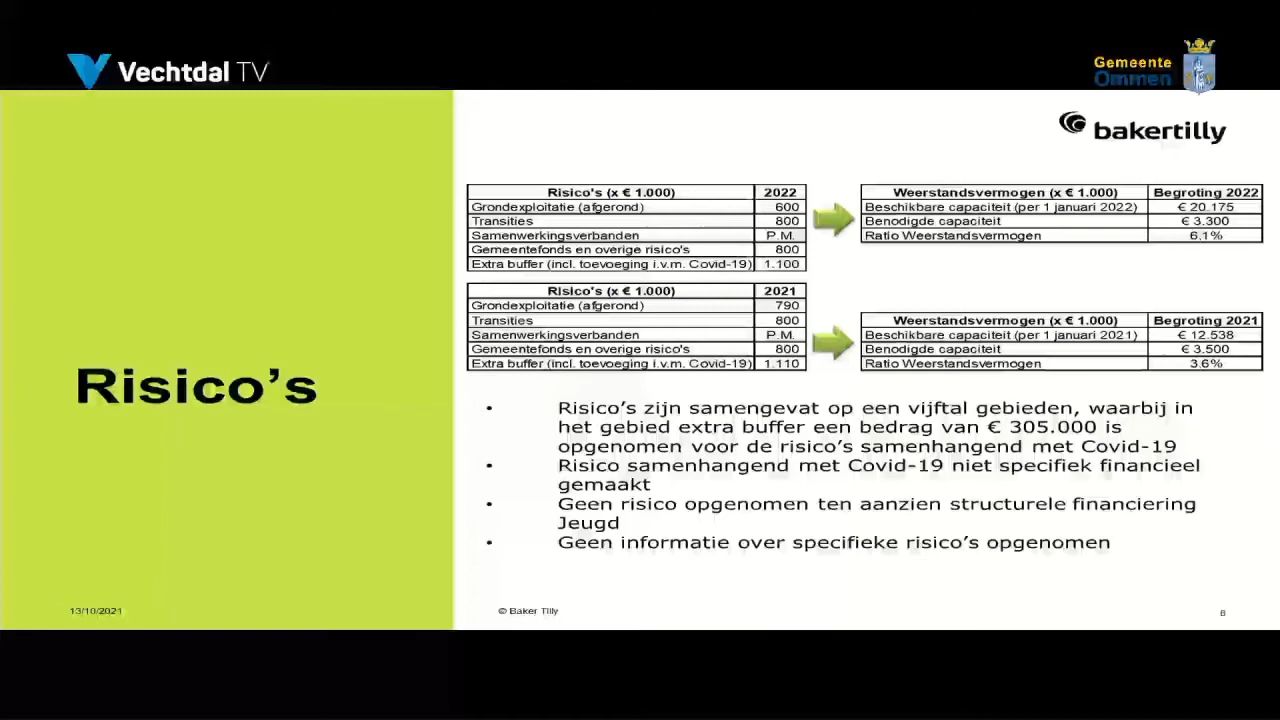 Vechtdal TV
Gemeente
Ommen
bakertilly
Risico's (x € 1.000) 2022
Grondexploitatie (afgerond) 600
Transities 800
Samenwerkingsverbanden P.M.
Gemeentefonds en overige risico's 800
Extra buffer (incl. toevoeging i.v.m. Covid-19) 1.100
Weerstandsvermogen (x € 1.000) Begroting 2022
Beschikbare capaciteit (per 1 januari 2022) € 20.175
Benodigde capaciteit € 3.300
Ratio Weerstandsvermogen 6,1%
Risico's (x € 1.000) 2021
Grondexploitatie (afgerond) 790
Transities 800
Samenwerkingsverbanden P.M.
Gemeentefonds en overige risico's 800
Extra buffer (incl. toevoeging i.v.m. Covid-19) 1.110
Weerstandsvermogen (x € 1.000) Begroting 2021
Beschikbare capaciteit (per 1 januari 2021) € 12.538
Benodigde capaciteit € 3.500
Ratio Weerstandsvermogen 3,6%
Risico's
• Risico's zijn samengevat op een vijftal gebieden, waarbij in
het gebied extra buffer een bedrag van € 305.000 is
opgenomen voor de risico's samenhangend met Covid-19
• Risico samenhangend met Covid-19 niet specifiek financieel
gemaakt
• Geen risico opgenomen ten aanzien structurele financiering
Jeugd
• Geen informatie over specifieke risico's opgenomen
13/10/2021
© Baker Tilly
8